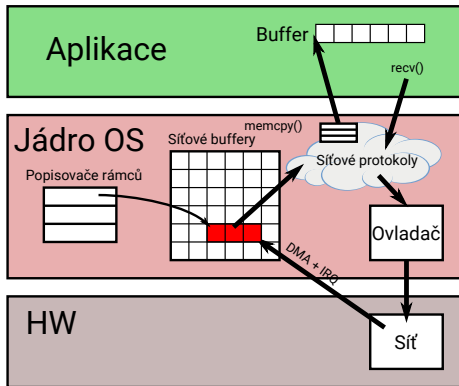 Aplikace
Buffer
recv()
Jádro OS
memcpy()
Síťové buffery
Síťové protokoly
Popisovače rámců
Ovladač
DMA + IRQ
HW
Síť